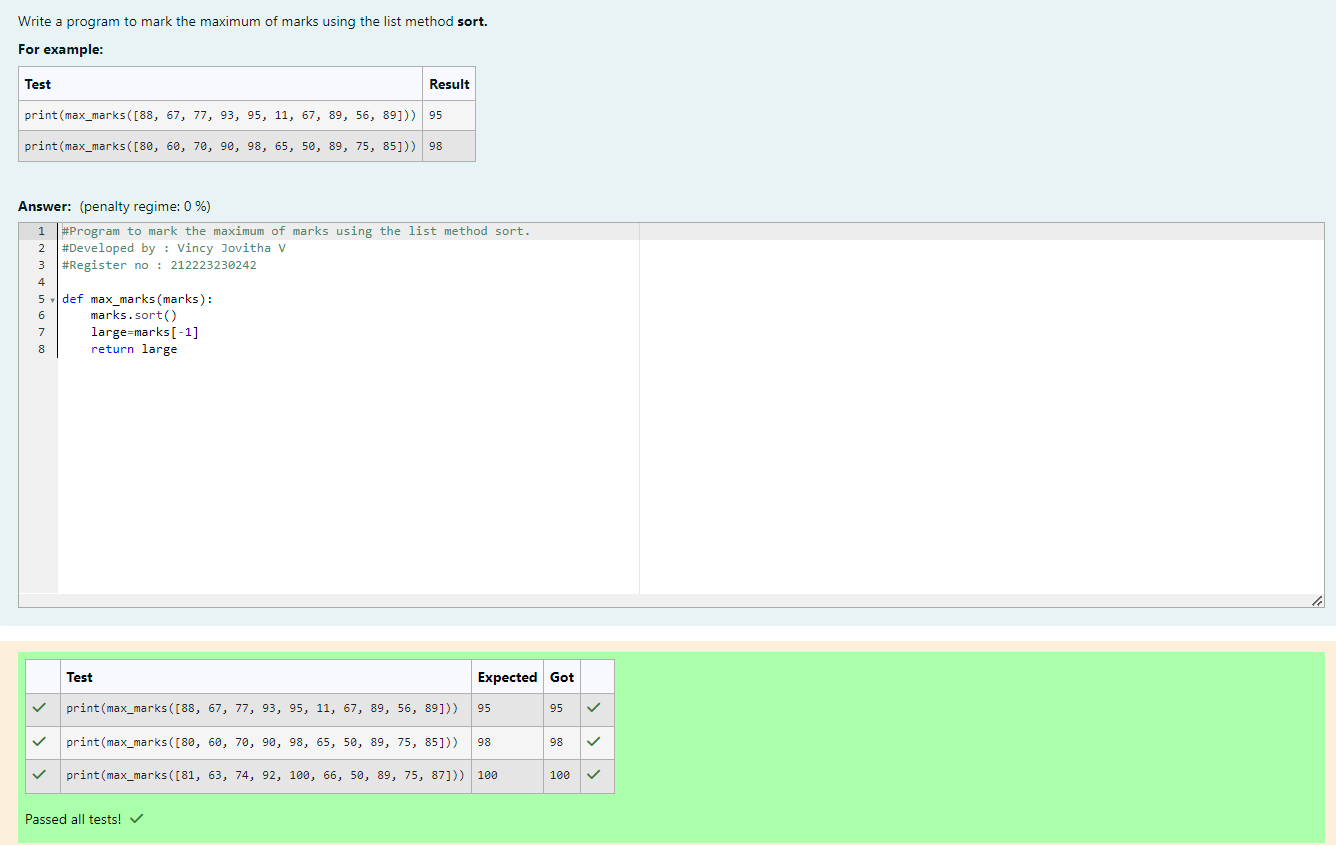 Write a program to mark the maximum of marks using the list method sort.
For example:
Test Result
print(max_marks([88, 67, 77, 93, 95, 11, 67, 89, 56, 89])) 95
print(max_marks([80, 60, 70, 90, 98, 65, 50, 89, 75, 85])) 98
Answer: (penalty regime: 0 %)
1 #Program to mark the maximum of marks using the list method sort.
2 #Developed by : Vincy Jovitha V
3 #Register no : 212223230242
4
5 def max_marks(marks):
6     marks.sort()
7     large=marks[-1]
8     return large
Test Expected Got
print(max_marks([88, 67, 77, 93, 95, 11, 67, 89, 56, 89])) 95 95
print(max_marks([80, 60, 70, 90, 98, 65, 50, 89, 75, 85])) 98 98
print(max_marks([81, 63, 74, 92, 100, 66, 50, 89, 75, 87])) 100 100
Passed all tests!